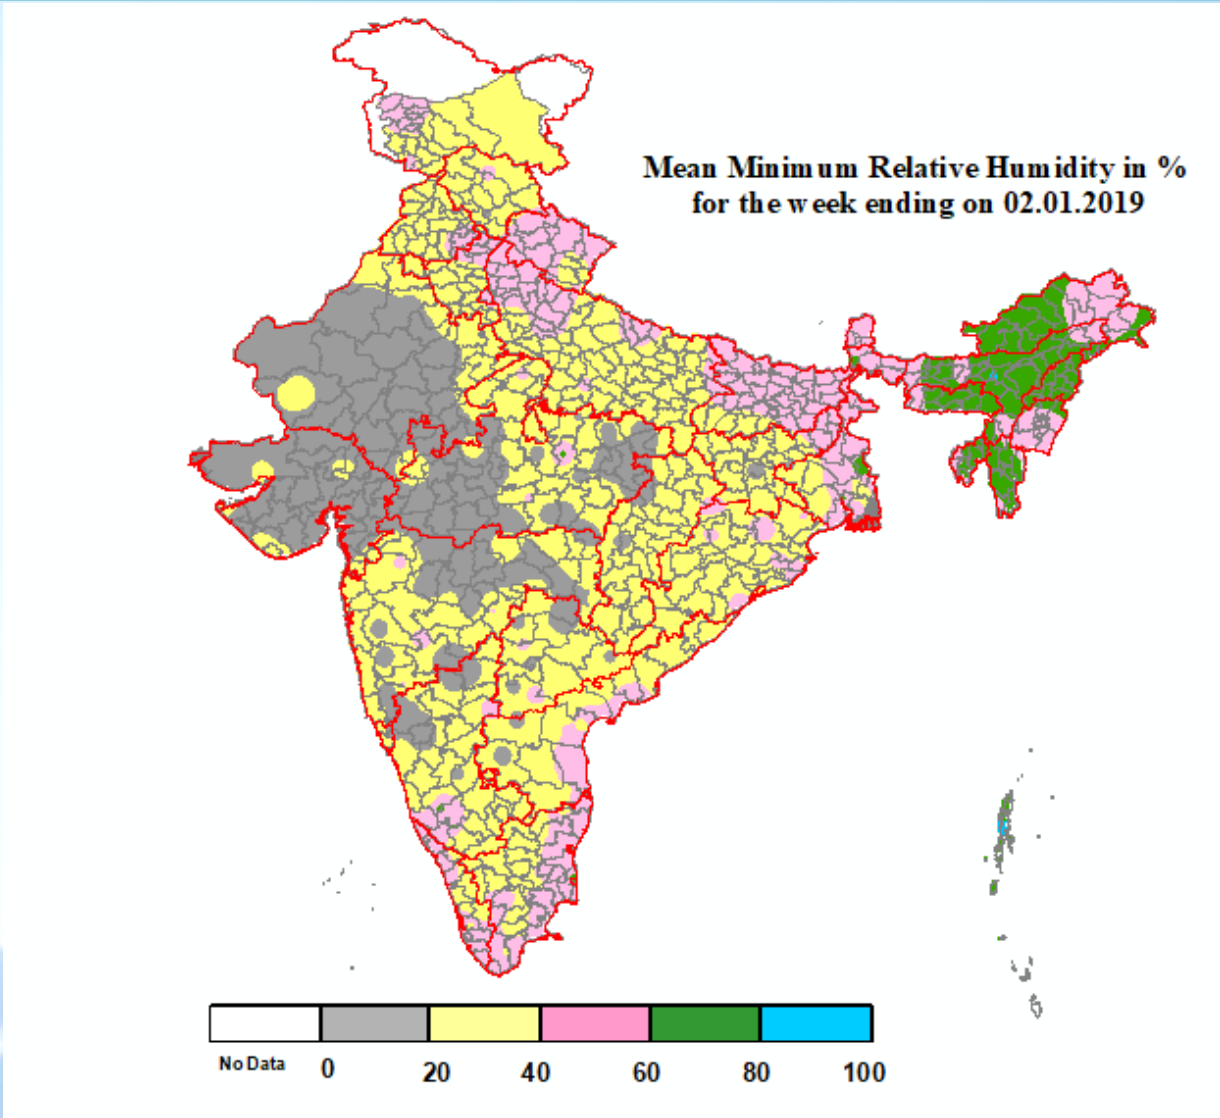 Mean Minimum Relative Humidity in %
for the week ending on 02.01.2019
No Data 0 20 40 60 80 100